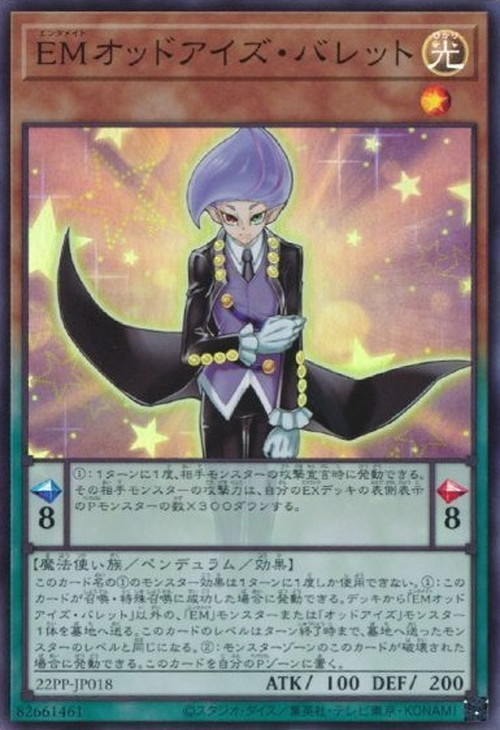 エンタメイト
EMオッドアイズ・バレット
ひかり
光
①:1ターンに1度、相手モンスターの攻撃宣言時に発動できる。
その相手モンスターの攻撃力は、自分のEXデッキの表側表示
のPモンスターの数×300ダウンする。
8
8
【魔法使い族/ペンデュラム/効果】
このカード名の①のモンスター効果は1ターンに1度しか使用できない。①:この
カードが召喚・特殊召喚に成功した場合に発動できる。デッキから「EMオッド
アイズ・バレット」以外の、「EM」モンスターまたは「オッドアイズ」モンスター
1体を墓地へ送る。このカードのレベルはターン終了時まで、墓地へ送ったモン
スターのレベルと同じになる。②:モンスターゾーンのこのカードが破壊された
場合に発動できる。このカードを自分のPゾーンに置く。
22PP-JP018
ATK/ 100 DEF/ 200
82661461
©スタジオ・ダイス/集英社・テレビ東京・KONAMI